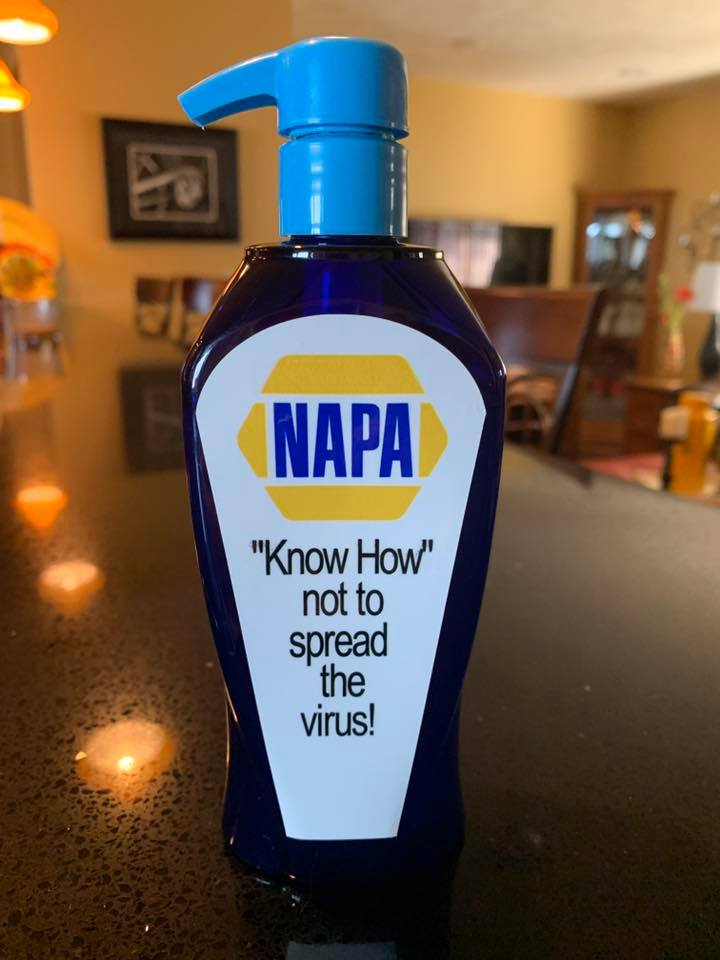 NAPA
"Know How"
not to
spread
the
virus!